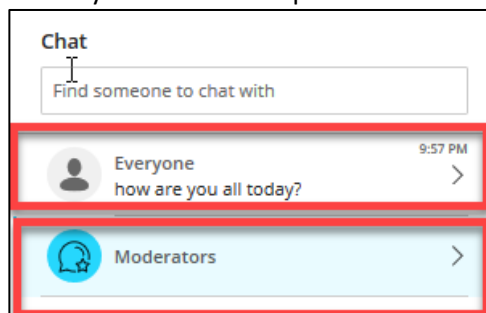 Chat
Find someone to chat with
9:57 PM
Everyone
how are you all today?
Moderators